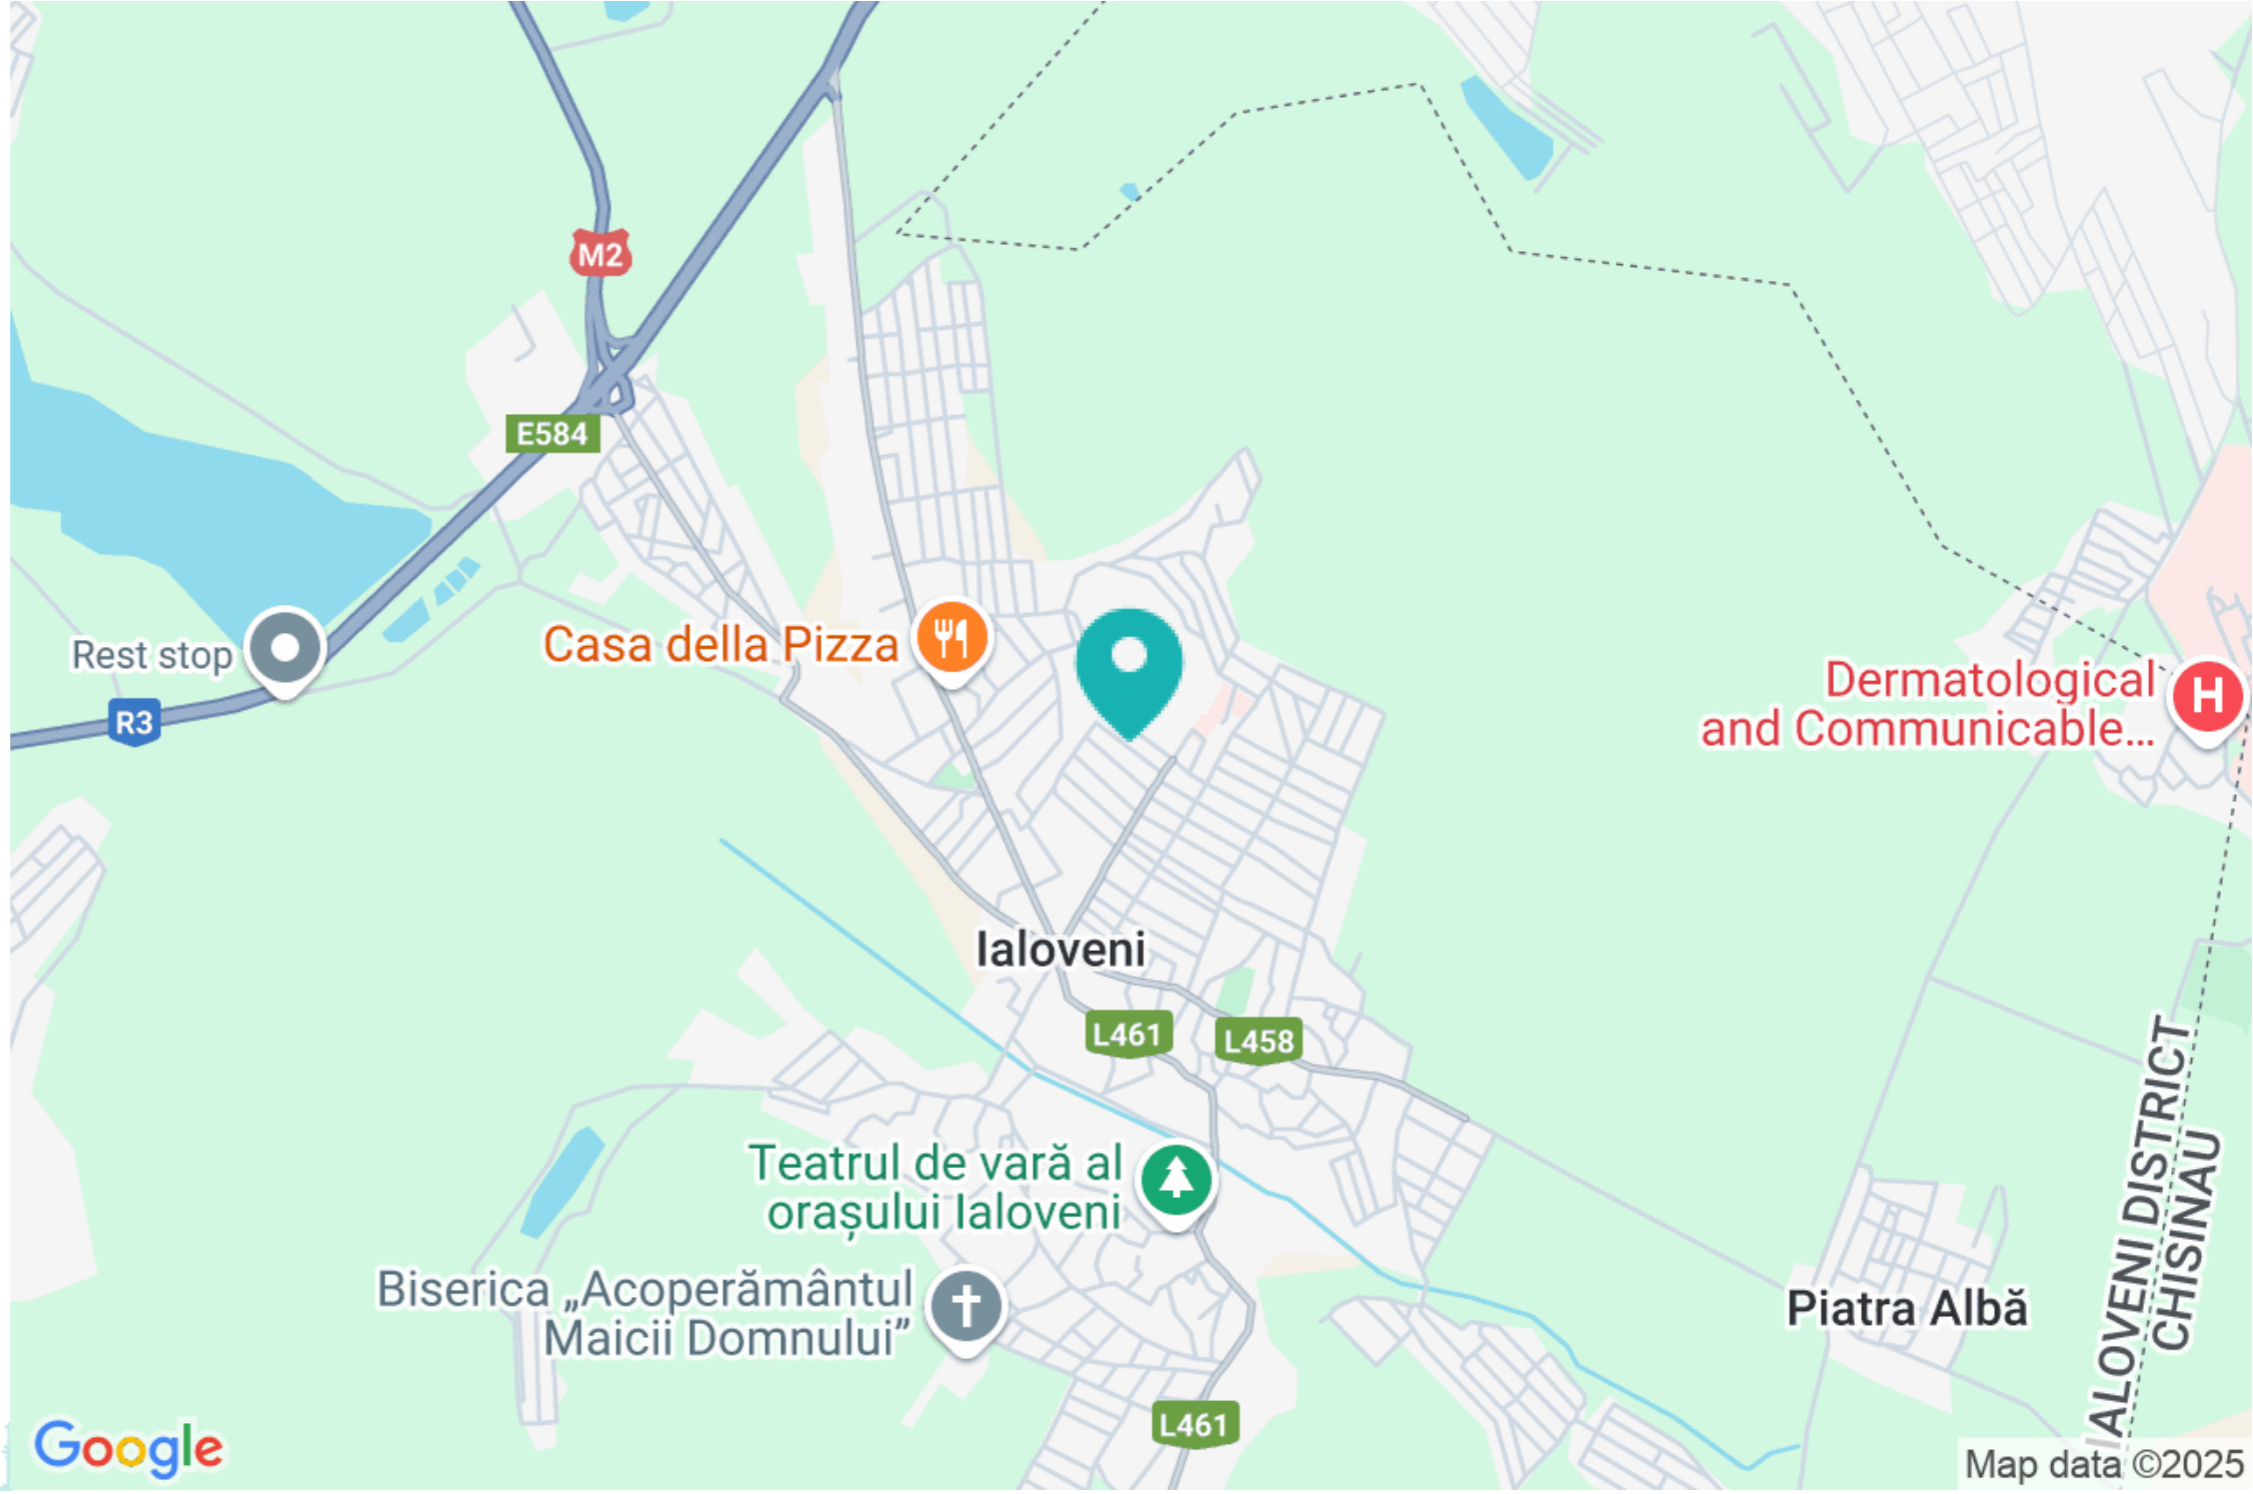 M2
E584
Rest stop
Casa della Pizza
R3
Dermatological
and Communicable...
H
Ialoveni
L461
L458
Teatrul de vară al
orașului Ialoveni
Biserica „Acoperământul
Maicii Domnului”
Piatra Albă
IALOVENI DISTRICT
CHISINAU
L461
Google
Map data ©2025